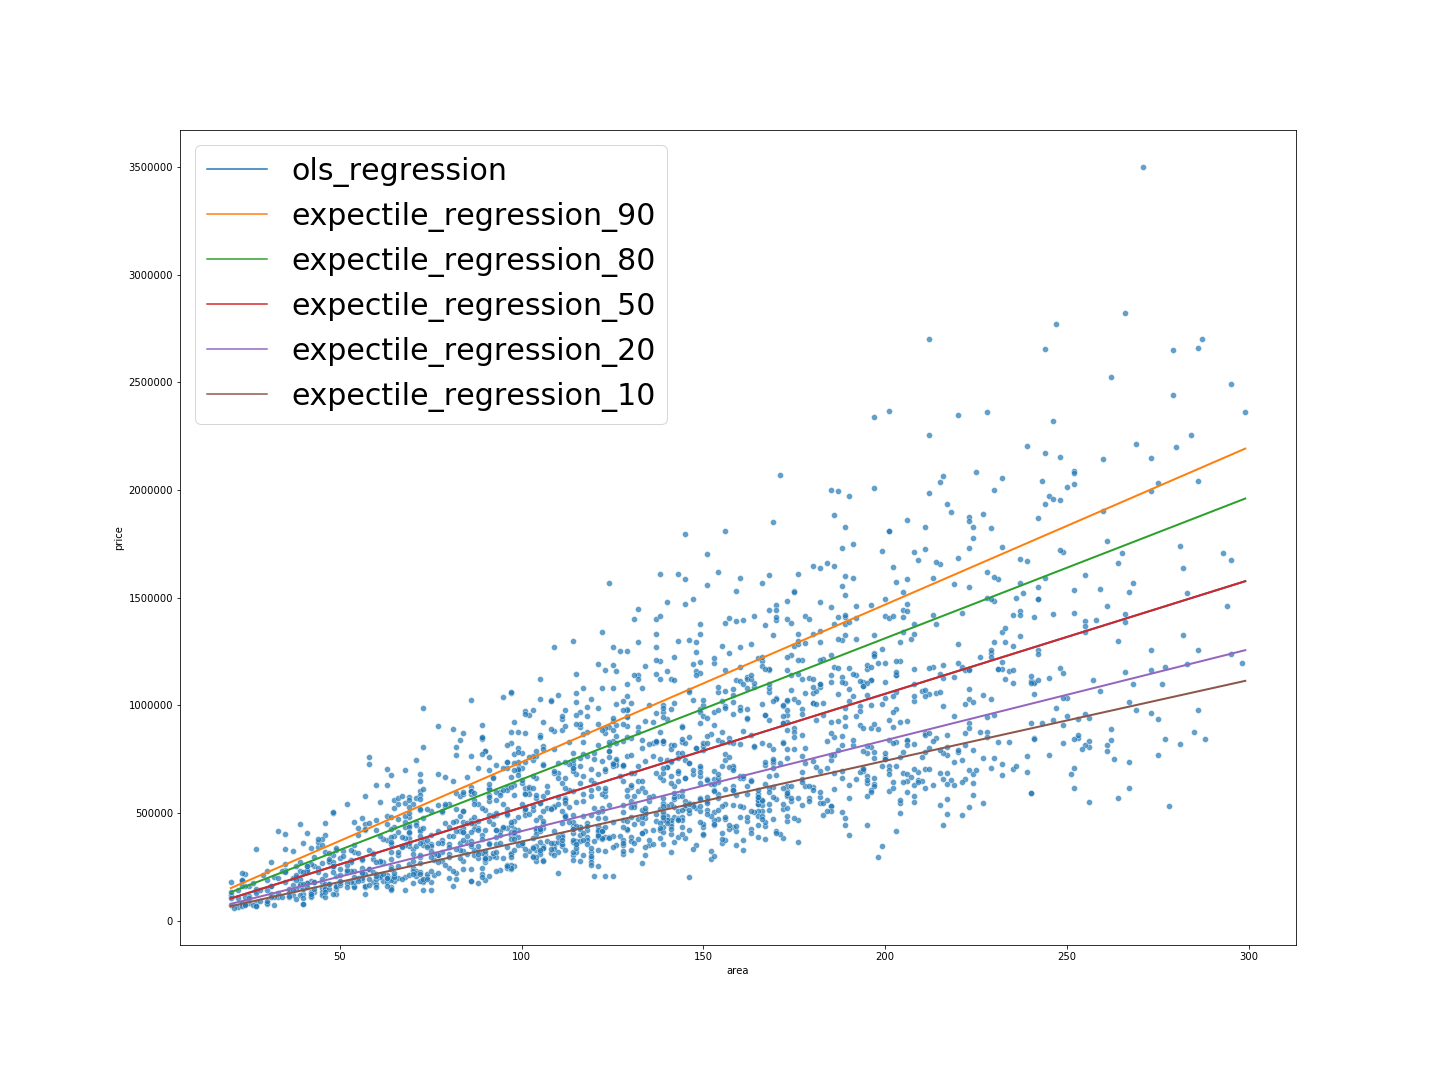 ols_regression
expectile_regression_90
expectile_regression_80
expectile_regression_50
expectile_regression_20
expectile_regression_10
3500000
3000000
2500000
2000000
1500000
1000000
500000
0
price
50 100 150 200 250 300
area